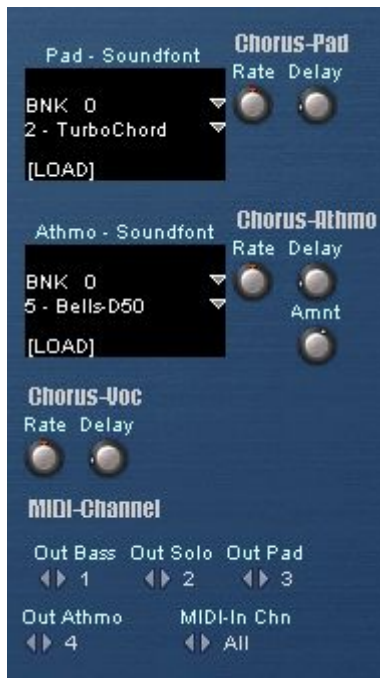 Chorus-Pad
Pad - Soundfont
Rate Delay
BNK 0
2 - TurboChord
[LOAD]
Chorus-Athmo
Athmo - Soundfont
Rate Delay
BNK 0
5 - Bells-D50
Amnt
[LOAD]
Chorus-Voc
Rate Delay
MIDI-Channel
Out Bass Out Solo Out Pad
1 2 3
Out Athmo MIDI-In Chn
4 All